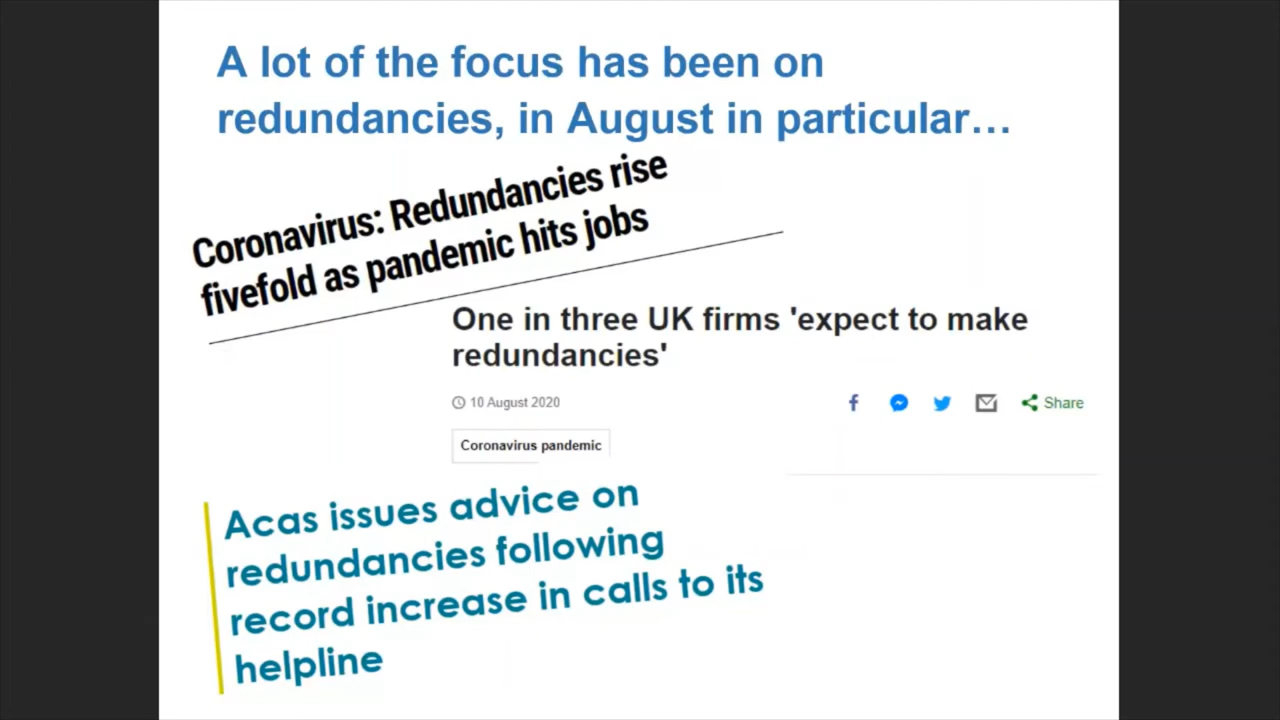 A lot of the focus has been on
redundancies, in August in particular…
Coronavirus: Redundancies rise
fivefold as pandemic hits jobs
One in three UK firms 'expect to make
redundancies'
10 August 2020
Share
Coronavirus pandemic
Acas issues advice on
redundancies following
record increase in calls to its
helpline